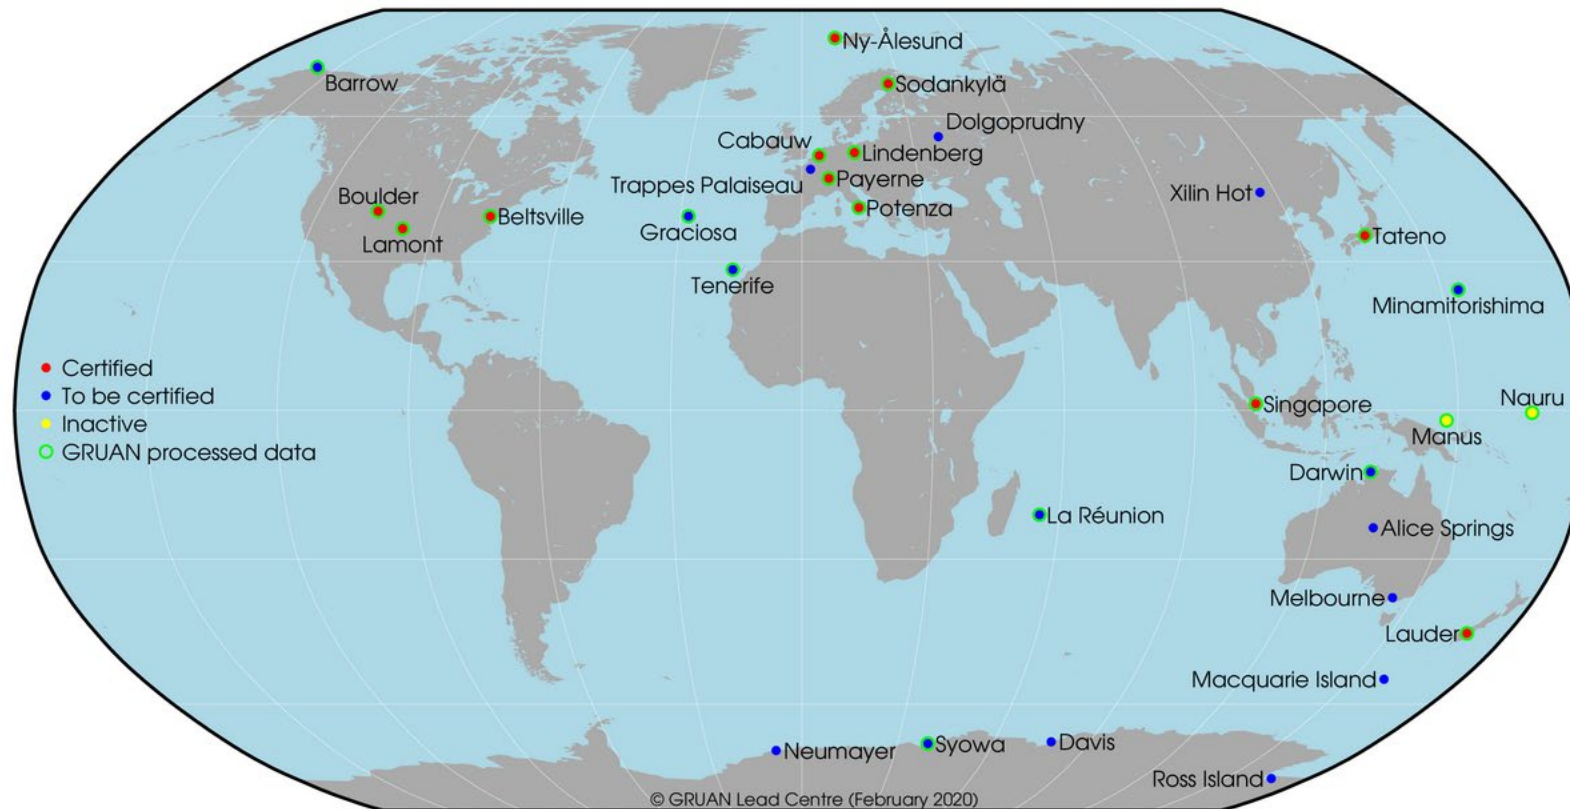 Ny-Ålesund
Barrow
Sodankylä
Dolgoprudny
Cabauw
Lindenberg
Trappes Palaiseau
Payerne
Xilin Hot
Boulder
Beltsville
Potenza
Graciosa
Lamont
Tateno
Tenerife
Minamitorishima
Certified
To be certified
Inactive
GRUAN processed data
Singapore
Nauru
Manus
Darwin
La Réunion
Alice Springs
Melbourne
Lauder
Macquarie Island
Neumayer
Syowa
Davis
Ross Island
© GRUAN Lead Centre (February 2020)